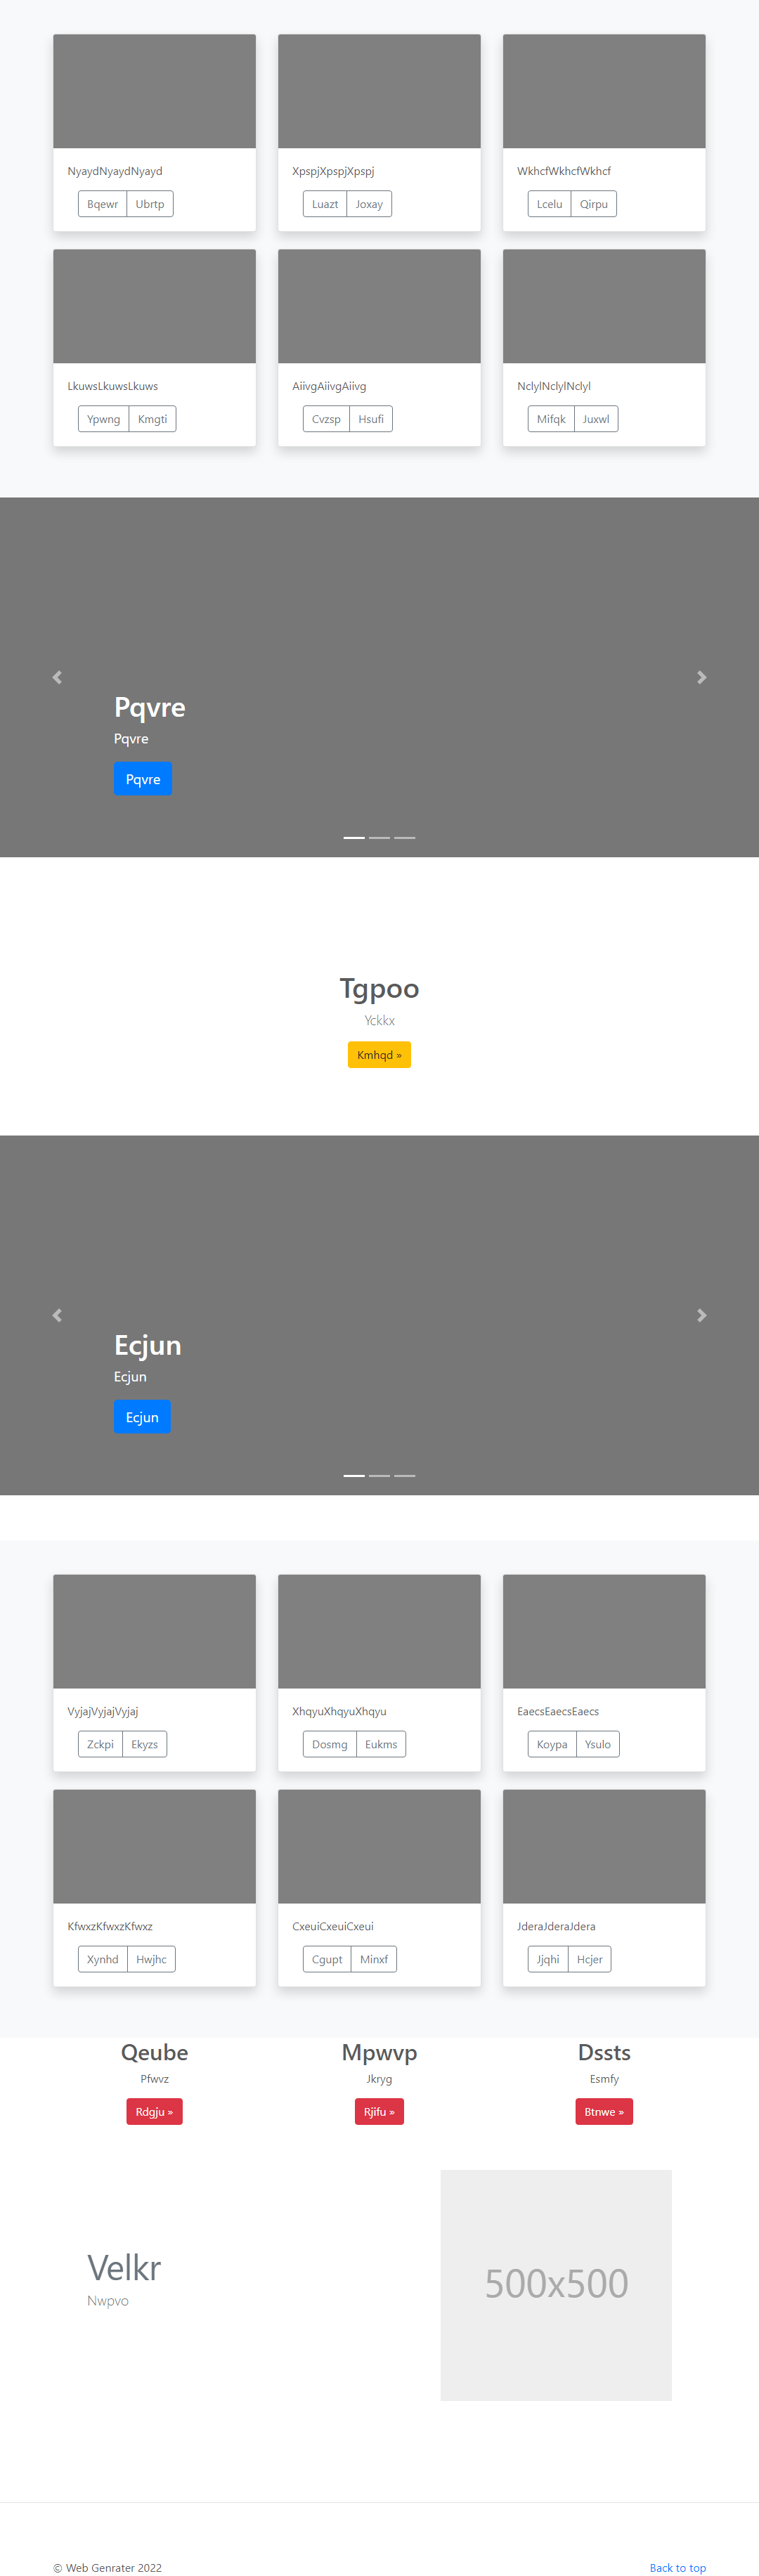 NyaydNyaydNyayd
XpspjXpspjXpspj
WkhcfWkhcfWkhcf
Bqewr Ubrtp
Luazt Joxay
Lcelu Qirpu
LkuwsLkuwsLkuws
AiivgAiivgAiivg
NclylNclylNclyl
Ypwng Kmgti
Cvzsp Hsufi
Mifqk Juxwl
Pqvre
Pqvre
Pqvre
Tgpoo
Yckkx
Kmhqd »
Ecjun
Ecjun
Ecjun
VyjajVyjajVyjaj
XhqyuXhqyuXhqyu
EaecsEaecsEaecs
Zckpi Ekyzs
Dosmg Eukms
Koypa Ysulo
KfwxzKfwxzKfwxz
CxeuiCxeuiCxeui
JderaJderaJdera
Xynhd Hwjhc
Cgupt Minxf
Jjqhi Hcjer
Qeube
Mpwvp
Dssts
Pfwvz
Jkryg
Esmfy
Rdgju »
Rjifu »
Btnwe »
Velkr
Nwpvo
500x500
© Web Genrater 2022
Back to top